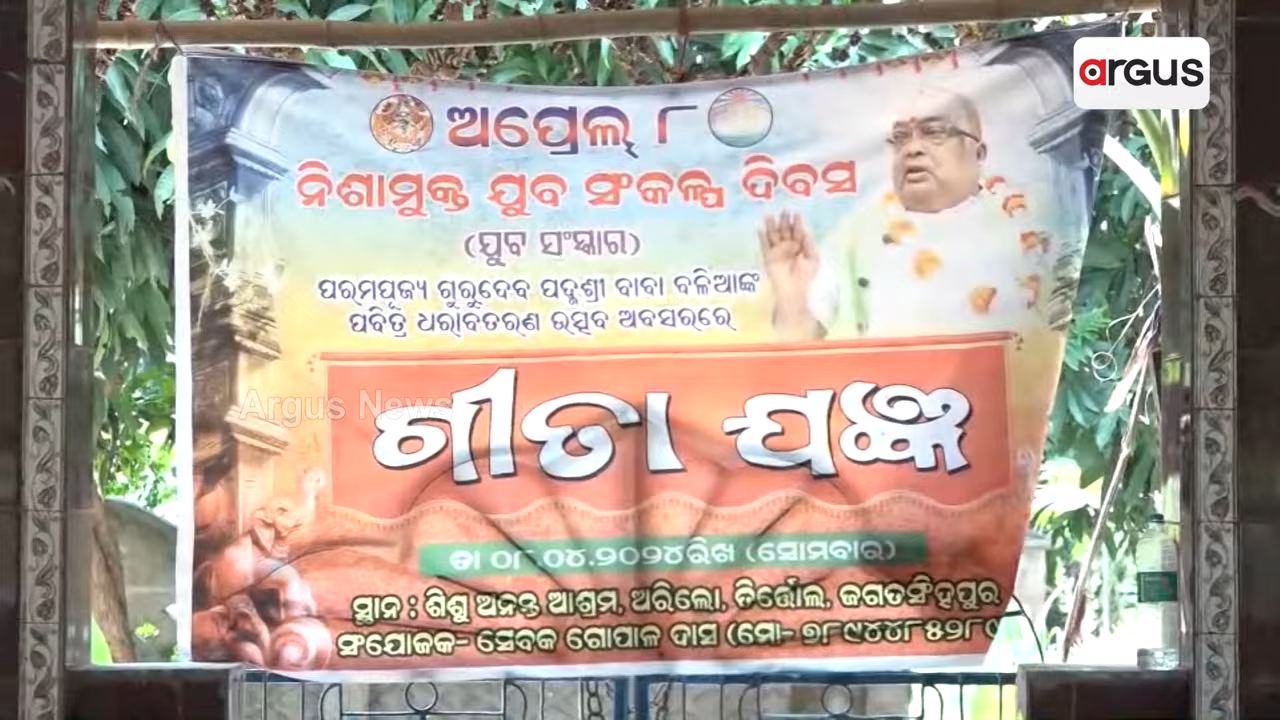 argus
ଅପ୍ରେଲ୍ ୮
ନିଶାମୁକ୍ତ ଯୁବ ସଂକଳ୍ପ ଦିବସ
(ଯୁବ ସଂସ୍କାର)
ପରମପୂଜ୍ୟ ଗୁରୁଦେବ ପଦ୍ମଶ୍ରୀ ବାବା ବଳିଆଙ୍କ
ପବିତ୍ର ଧରାବତରଣ ଉତ୍ସବ ଅବସରରେ
Argus News
ଗୀତା ଯଜ୍ଞ
ତା ୦୮.୦୪.୨୦୨୪ରିଖ (ସୋମବାର)
ସ୍ଥାନ : ଶିଶୁ ଅନନ୍ତ ଆଶ୍ରମ, ଅରିଲୋ, ତିର୍ତ୍ତୋଲ, ଜଗତସିଂହପୁର
ସଂଯୋଜକ- ସେବକ ଗୋପାଳ ଦାସ (ମୋ- ୭୮୯୪୪୮୫୨୮୯